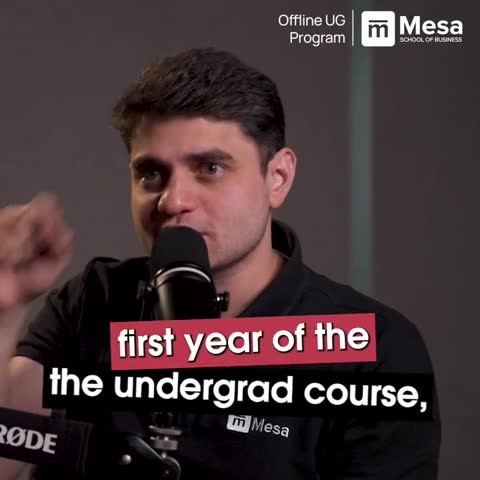 Offline UG
Program
m Mesa
SCHOOL OF BUSINESS
first year of the
the undergrad course,
m Mesa
RØDE